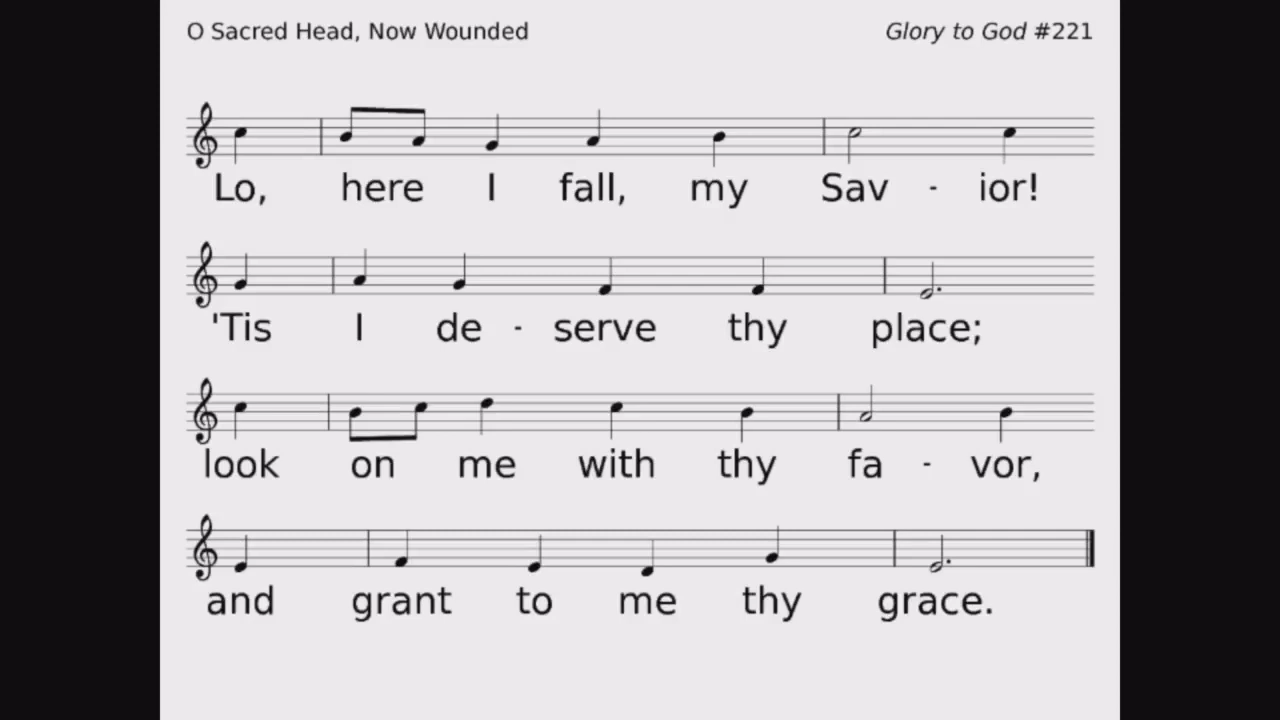 O Sacred Head, Now Wounded Glory to God #221
Lo, here I fall, my Sav - ior!
'Tis I de - serve thy place;
look on me with thy fa - vor,
and grant to me thy grace.